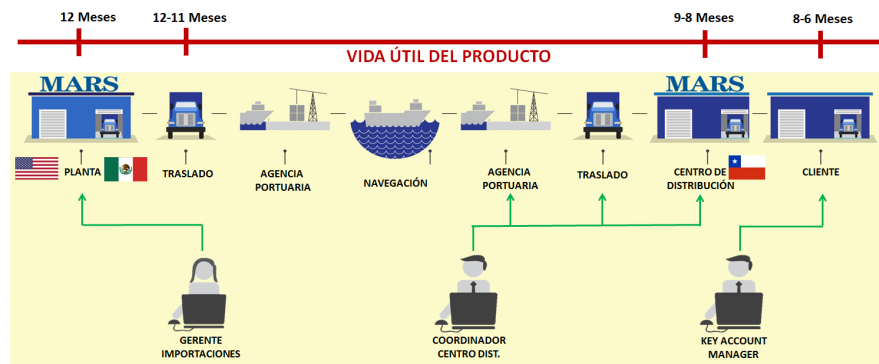 12 Meses
12-11 Meses
9-8 Meses
8-6 Meses
VIDA ÚTIL DEL PRODUCTO
MARS
MARS
PLANTA
TRASLADO
AGENCIA
PORTUARIA
NAVEGACIÓN
AGENCIA
PORTUARIA
TRASLADO
CENTRO DE
DISTRIBUCIÓN
CLIENTE
GERENTE
IMPORTACIONES
COORDINADOR
CENTRO DIST.
KEY ACCOUNT
MANAGER